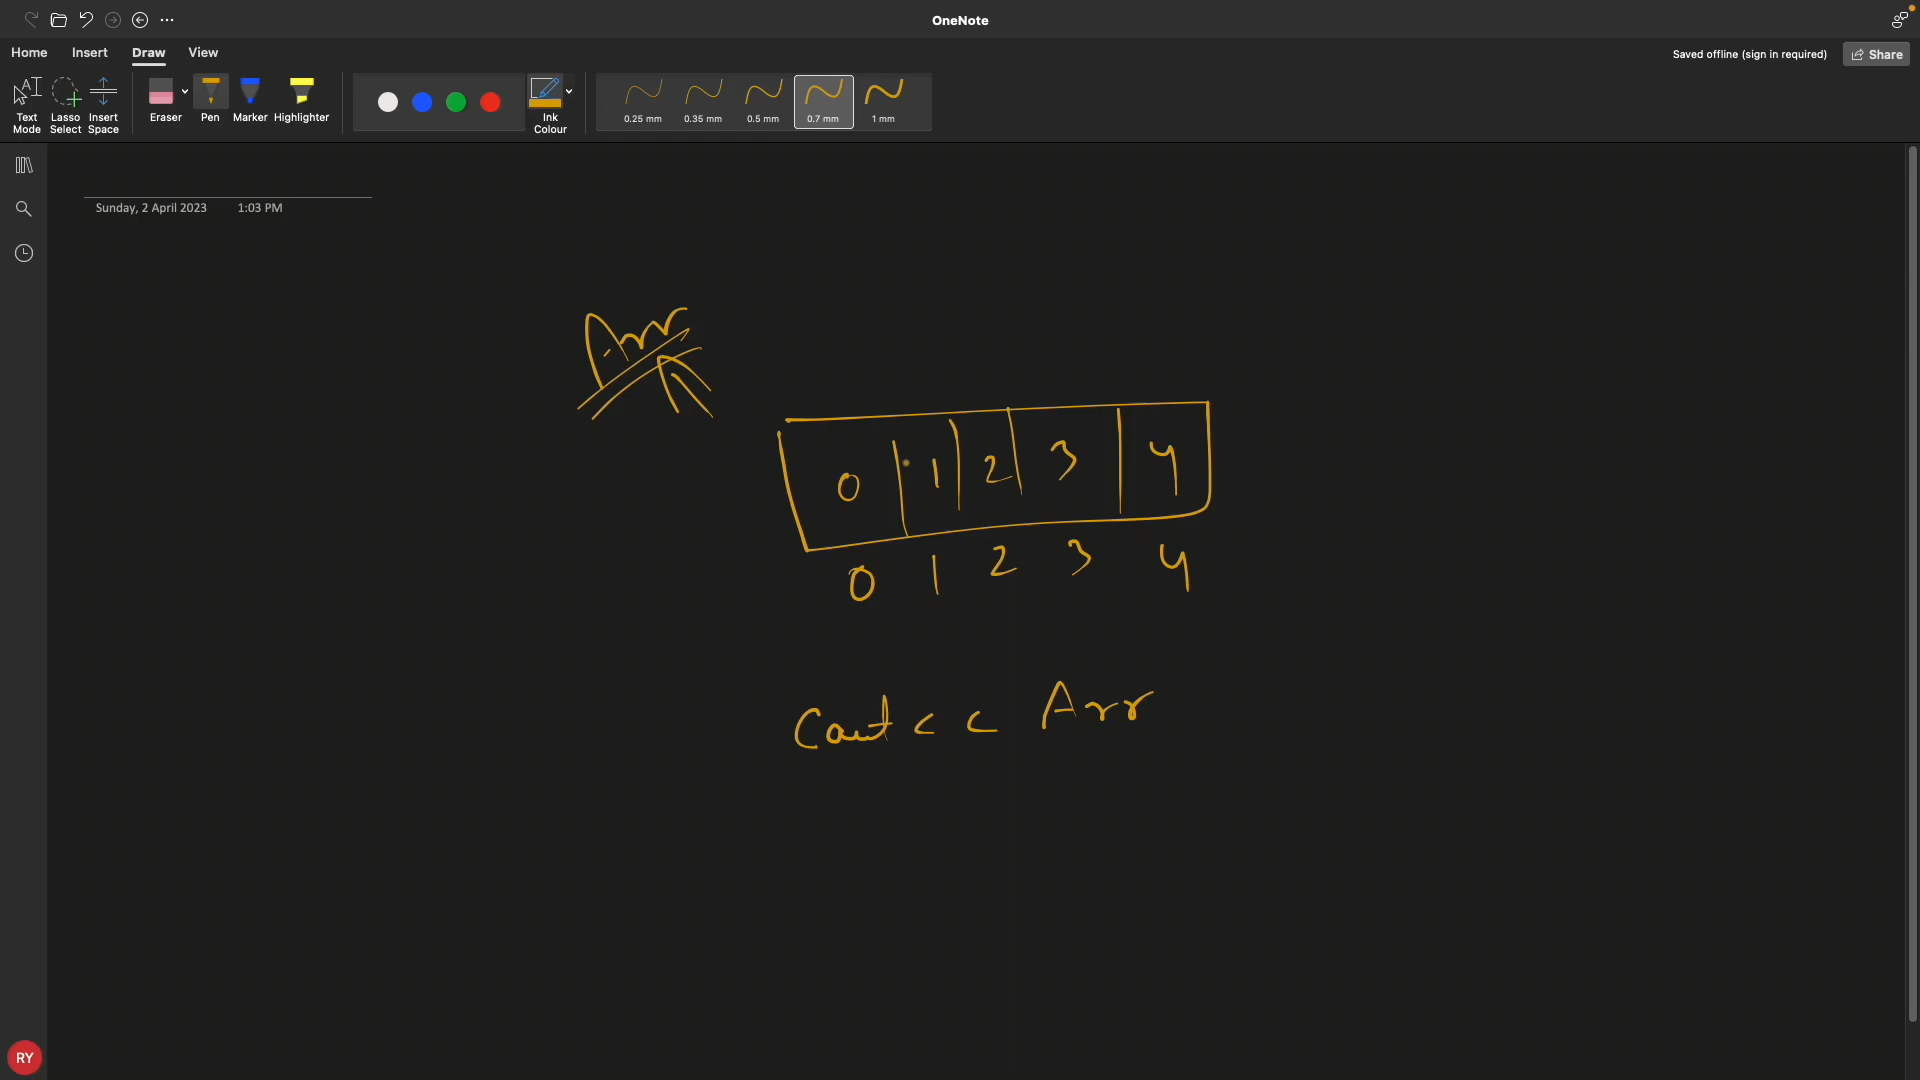 OneNote
Home Insert Draw View
Saved offline (sign in required) Share
Text Mode
Lasso Select
Insert Space
Eraser
Pen
Marker
Highlighter
Ink Colour
0.25 mm
0.35 mm
0.5 mm
0.7 mm
1 mm
Sunday, 2 April 2023 1:03 PM
Arr
0 1 2 3 4
0 1 2 3 4
Cout < < Arr
RY